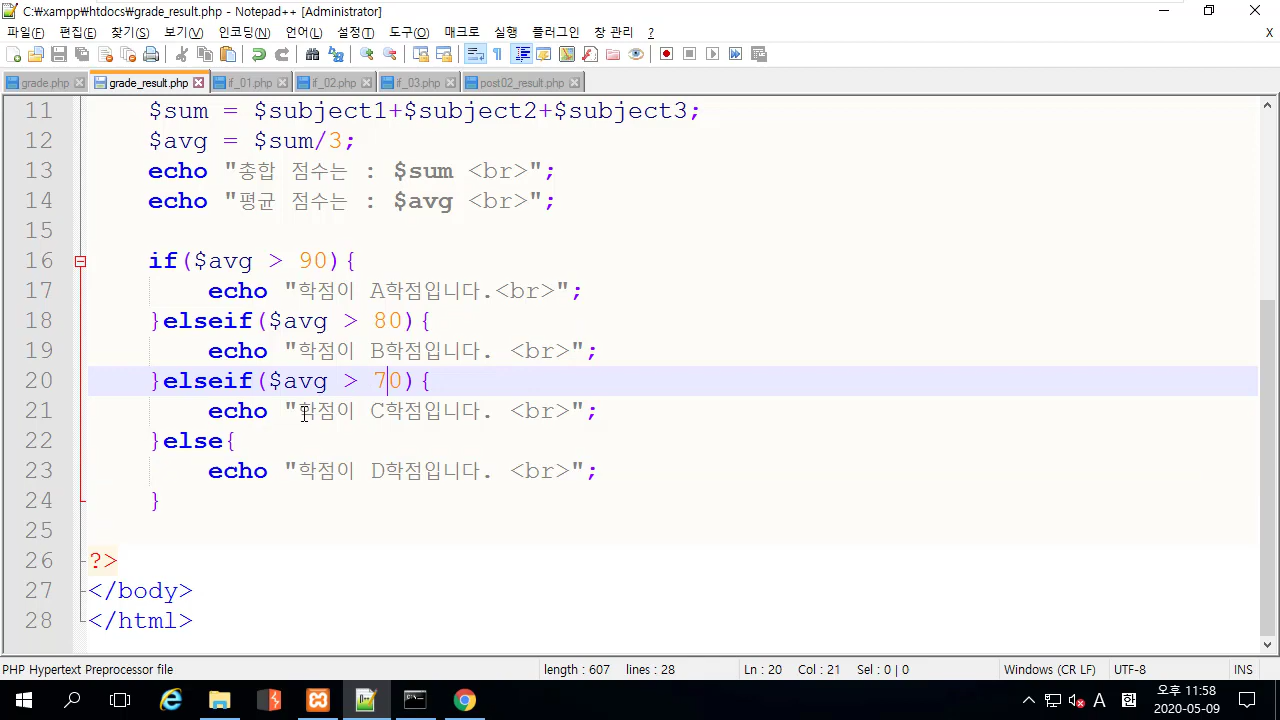 C:₩xampp₩htdocs₩grade_result.php - Notepad++ [Administrator]
파일(F) 편집(E) 찾기(S) 보기(V) 인코딩(N) 언어(L) 설정(T) 도구(O) 매크로 실행 플러그인 창 관리 ? X
grade.php grade_result.php if_01.php if_02.php if_03.php post02_result.php
11 $sum = $subject1+$subject2+$subject3;
12 $avg = $sum/3;
13 echo "총합 점수는 : $sum <br>";
14 echo "평균 점수는 : $avg <br>";
15
16 if($avg > 90){
17 echo "학점이 A학점입니다.<br>";
18 }elseif($avg > 80){
19 echo "학점이 B학점입니다. <br>";
20 }elseif($avg > 70){
21 echo "학점이 C학점입니다. <br>";
22 }else{
23 echo "학점이 D학점입니다. <br>";
24 }
25
26 ?>
27 </body>
28 </html>
PHP Hypertext Preprocessor file length : 607 lines : 28 Ln : 20 Col : 21 Sel : 0 | 0 Windows (CR LF) UTF-8 INS
A 한 오후 11:58
2020-05-09